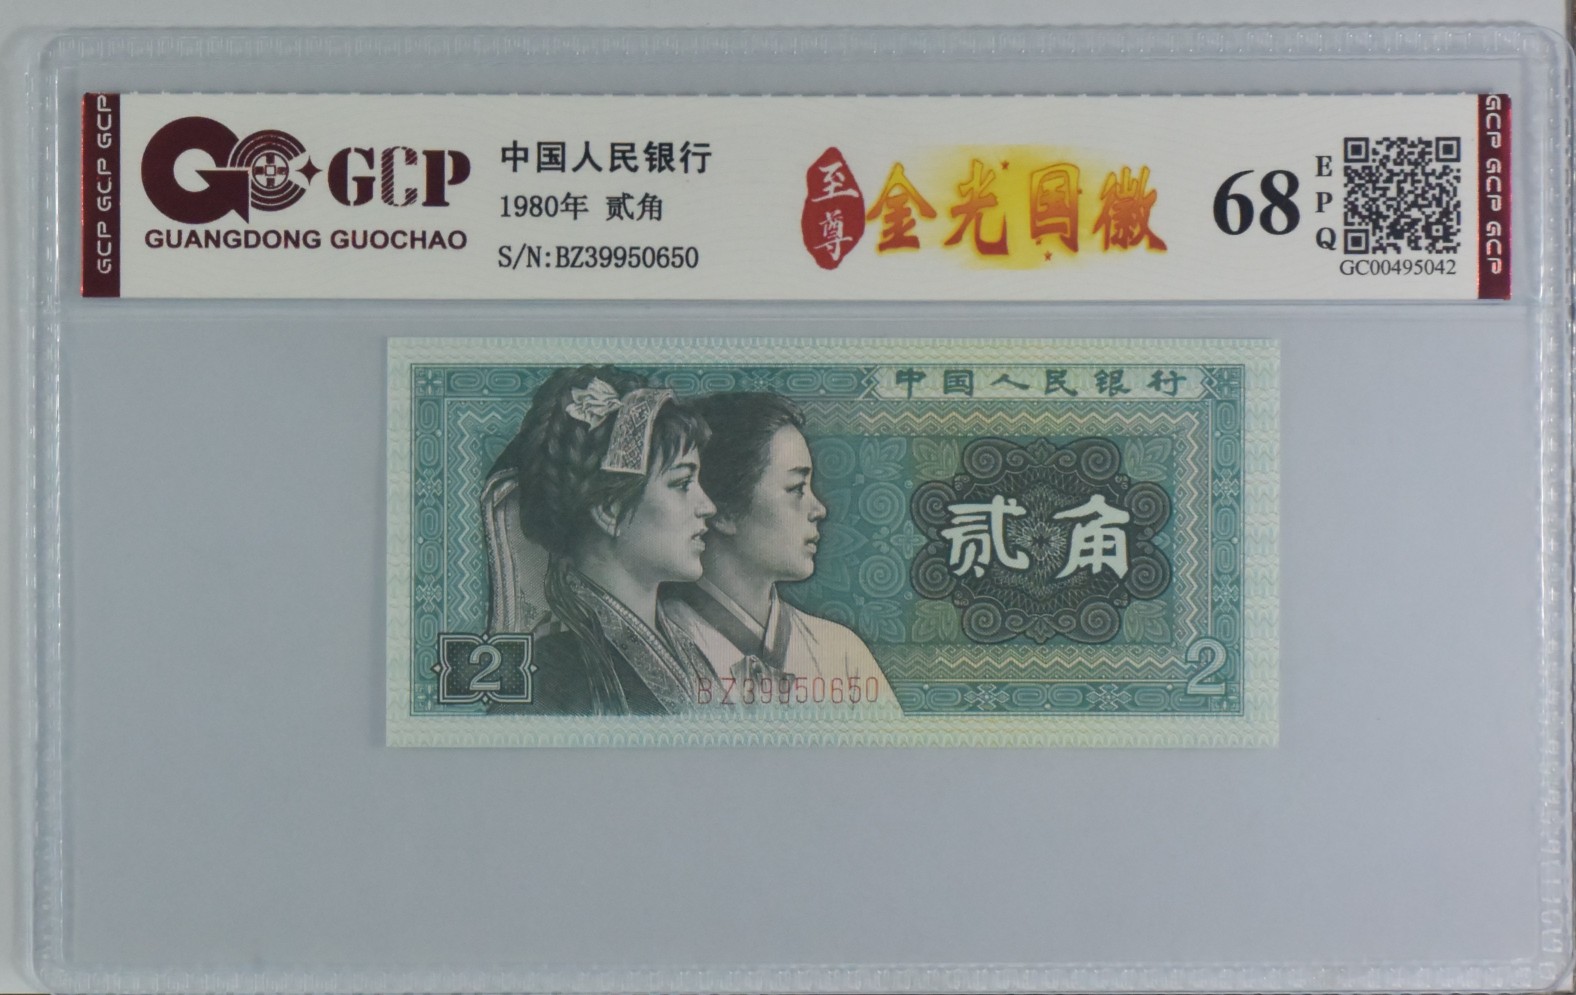 GCP GCP GCP
GCP
GUANGDONG GUOCHAO
中国人民银行
1980年 贰角
S/N:BZ39950650
至尊
金光国徽
68
EPQ
GC00495042
GCP GCP GCP
中国人民银行
贰角
2
2
BZ39950650